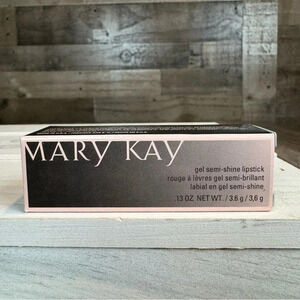 MARY KAY
gel semi-shine lipstick
rouge à lèvres gel semi-brillant
labial en gel semi-shine
.13 OZ. NET WT. / 3.6 g / 3,6 g